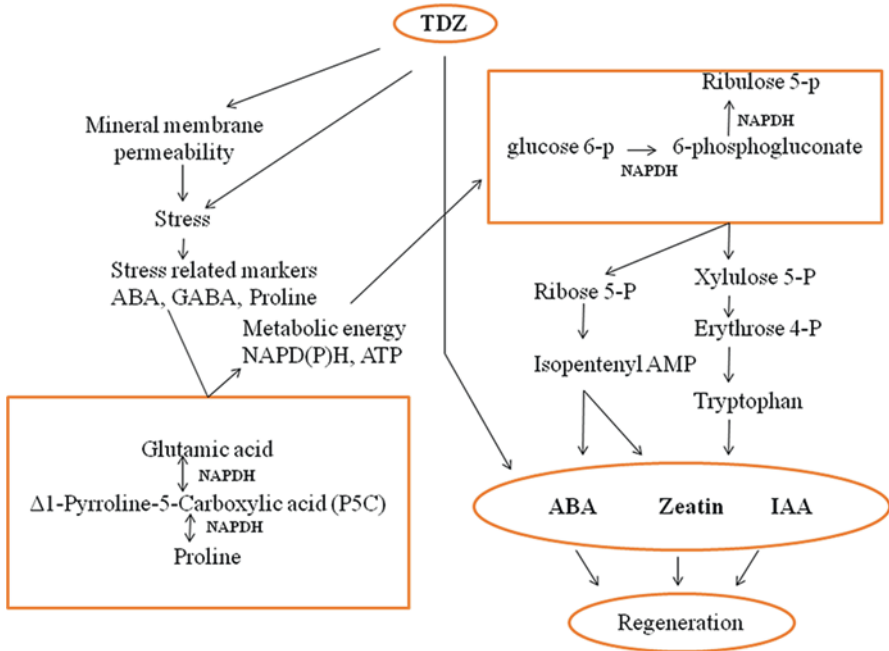 TDZ
Mineral membrane
permeability
Stress
Stress related markers
ABA, GABA, Proline
Metabolic energy
NAPD(P)H, ATP
Glutamic acid
NAPDH
Δ1-Pyrroline-5-Carboxylic acid (P5C)
NAPDH
Proline
Ribulose 5-p
NAPDH
glucose 6-p
6-phosphogluconate
NAPDH
Ribose 5-P
Isopentenyl AMP
Xylulose 5-P
Erythrose 4-P
Tryptophan
ABA Zeatin IAA
Regeneration